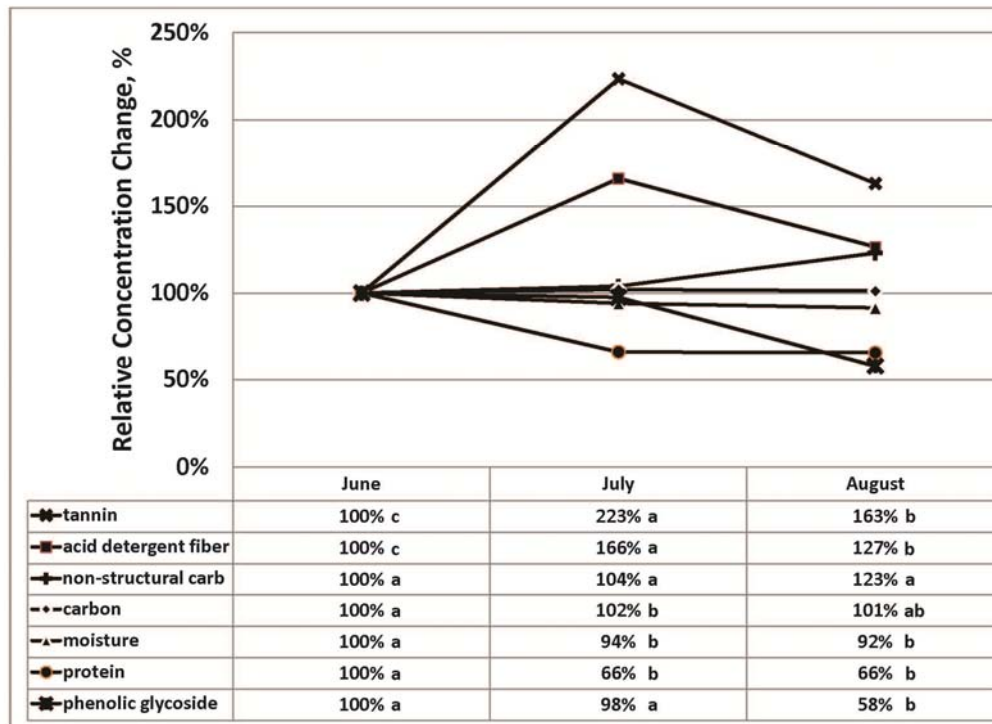 Relative Concentration Change, %
250%
200%
150%
100%
50%
0%
June July August
tannin 100% c 223% a 163% b
acid detergent fiber 100% c 166% a 127% b
non-structural carb 100% a 104% a 123% a
carbon 100% a 102% b 101% ab
moisture 100% a 94% b 92% b
protein 100% a 66% b 66% b
phenolic glycoside 100% a 98% a 58% b